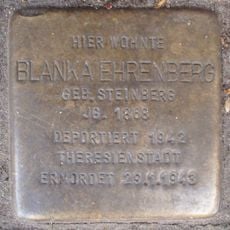 HIER WOHNTE
BLANKA EHRENBERG
GEB. STEINBERG
JG. 1868
DEPORTIERT 1942
THERESIENSTADT
ERMORDET 29.1.1943